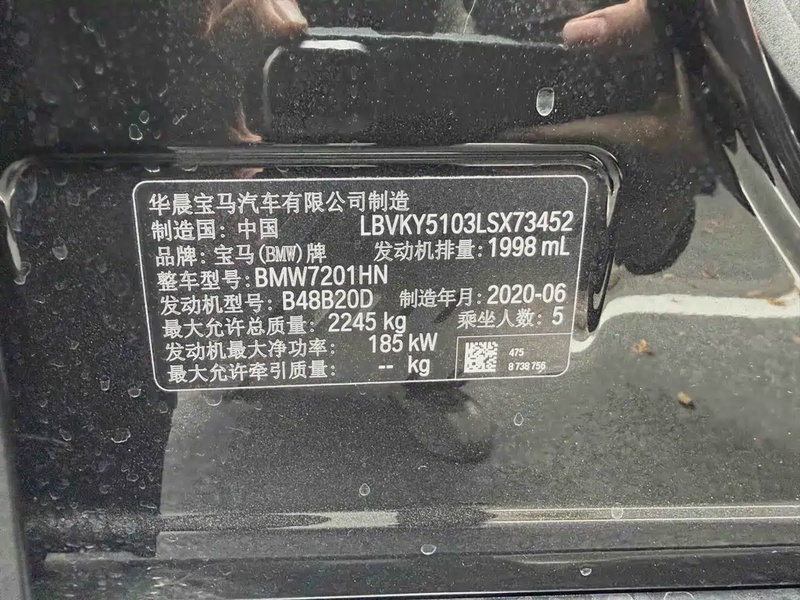 华晨宝马汽车有限公司制造
制造国: 中国 LBVKY5103LSX73452
品牌: 宝马(BMW)牌 发动机排量: 1998 mL
整车型号: BMW7201HN
发动机型号: B48B20D 制造年月: 2020-06
最大允许总质量: 2245 kg 乘坐人数: 5
发动机最大净功率: 185 kW
最大允许牵引质量: -- kg
475
8 738 756